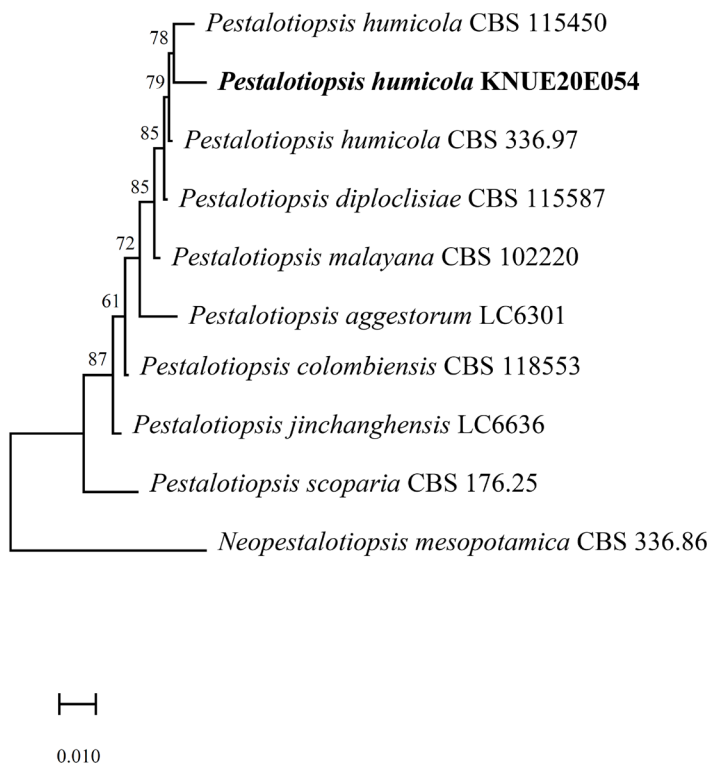 Pestalotiopsis humicola CBS 115450
78
Pestalotiopsis humicola KNUE20E054
79
Pestalotiopsis humicola CBS 336.97
85
Pestalotiopsis diploclisiae CBS 115587
85
Pestalotiopsis malayana CBS 102220
72
Pestalotiopsis aggestorum LC6301
61
Pestalotiopsis colombiensis CBS 118553
87
Pestalotiopsis jinchanghensis LC6636
Pestalotiopsis scoparia CBS 176.25
Neopestalotiopsis mesopotamica CBS 336.86
0.010